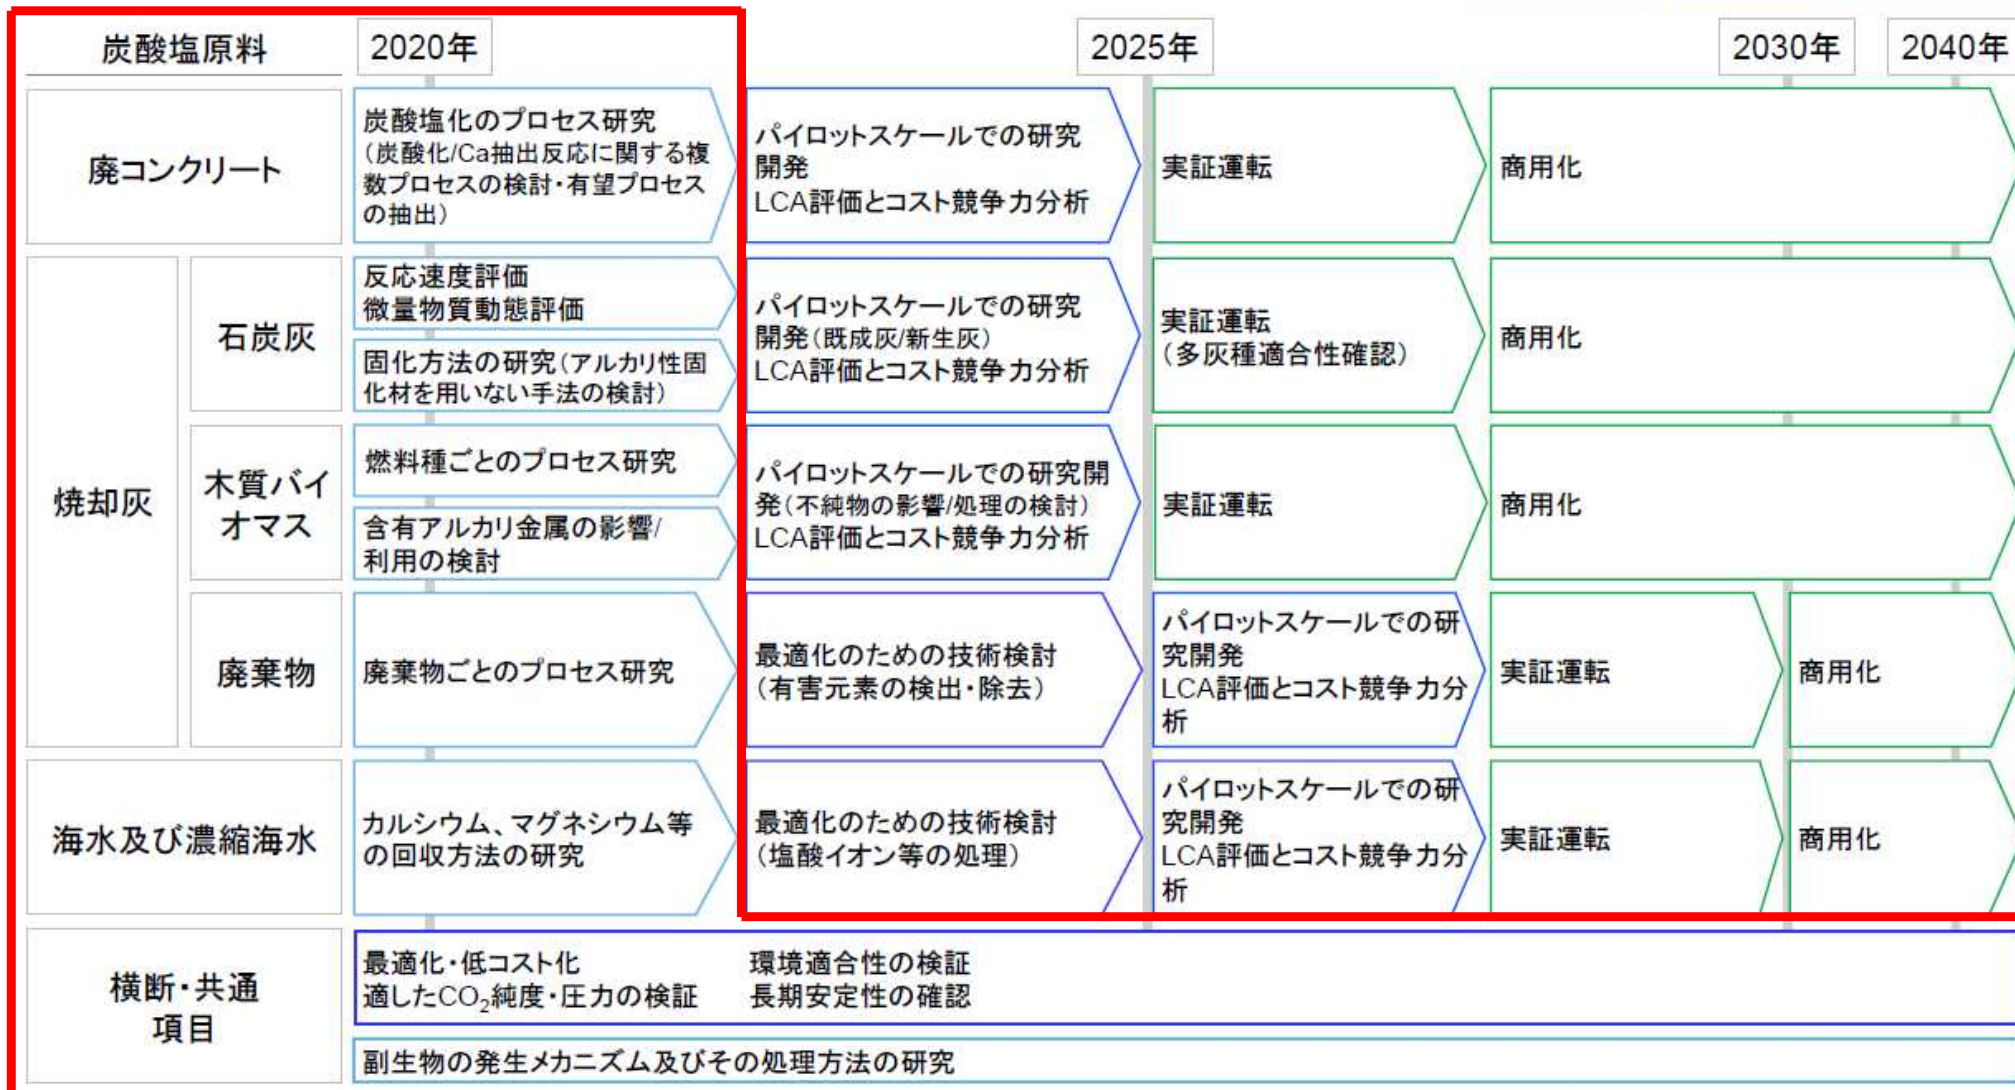 炭酸塩原料
2020年
2025年
2030年
2040年
廃コンクリート
炭酸塩化のプロセス研究
（炭酸化/Ca抽出反応に関する複
数プロセスの検討・有望プロセス
の抽出）
パイロットスケールでの研究
開発
LCA評価とコスト競争力分析
実証運転
商用化
焼却灰
石炭灰
反応速度評価
微量物質動態評価
固化方法の研究（アルカリ性固
化材を用いない手法の検討）
パイロットスケールでの研究
開発（既成灰/新生灰）
LCA評価とコスト競争力分析
実証運転
（多灰種適合性確認）
商用化
木質バイ
オマス
燃料種ごとのプロセス研究
含有アルカリ金属の影響/
利用の検討
パイロットスケールでの研究開
発（不純物の影響/処理の検討）
LCA評価とコスト競争力分析
実証運転
商用化
廃棄物
廃棄物ごとのプロセス研究
最適化のための技術検討
（有害元素の検出・除去）
パイロットスケールでの研
究開発
LCA評価とコスト競争力分
析
実証運転
商用化
海水及び濃縮海水
カルシウム、マグネシウム等
の回収方法の研究
最適化のための技術検討
（塩酸イオン等の処理）
パイロットスケールでの研
究開発
LCA評価とコスト競争力分
析
実証運転
商用化
横断・共通
項目
最適化・低コスト化
適したCO₂純度・圧力の検証
環境適合性の検証
長期安定性の確認
副生物の発生メカニズム及びその処理方法の研究